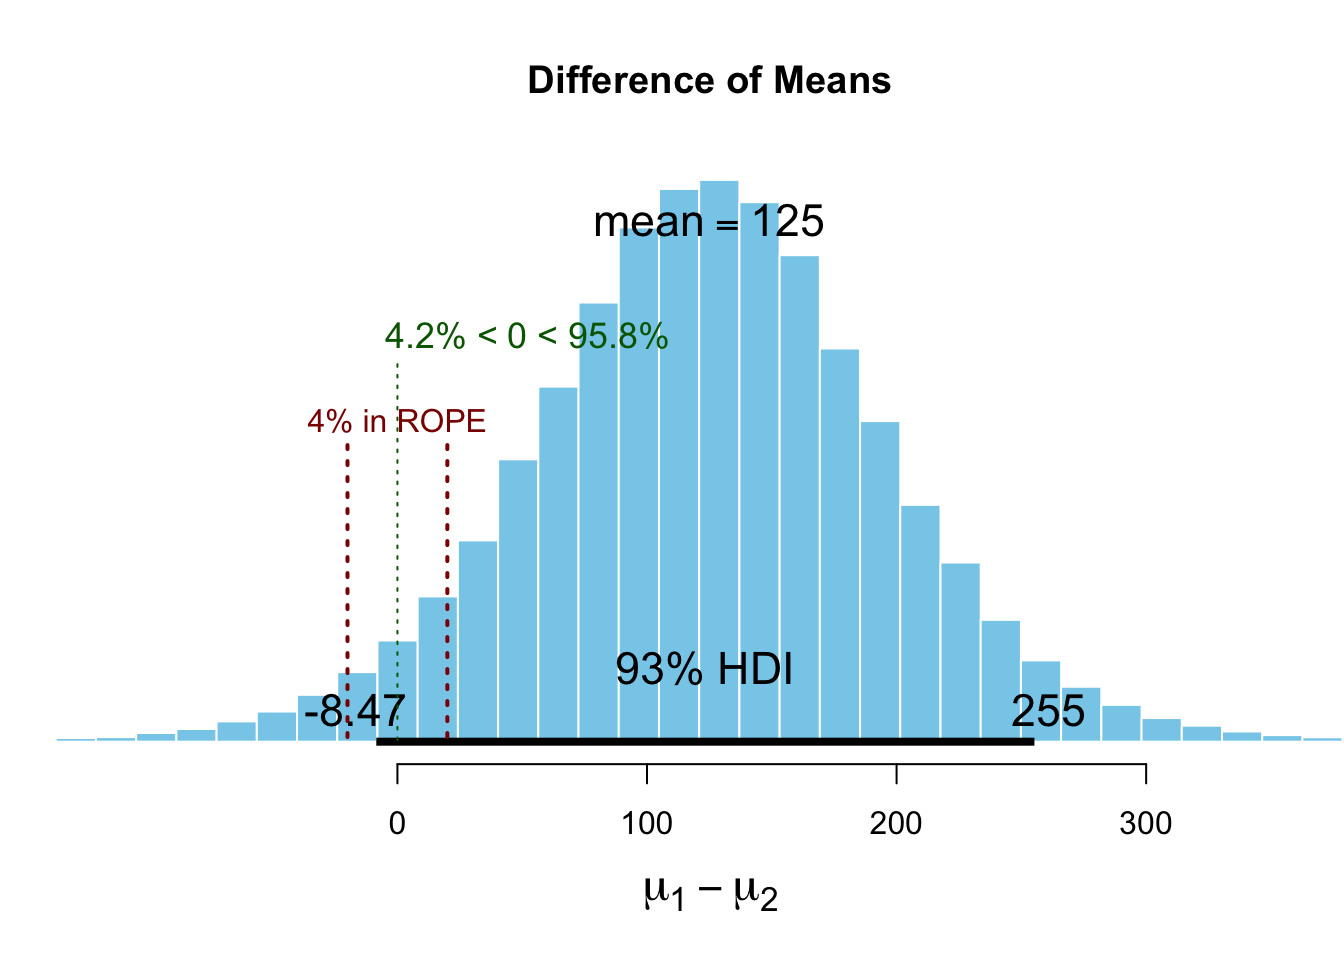 Difference of Means
mean = 125
4.2% < 0 < 95.8%
4% in ROPE
93% HDI
-8.47 255
0 100 200 300
μ1 − μ2